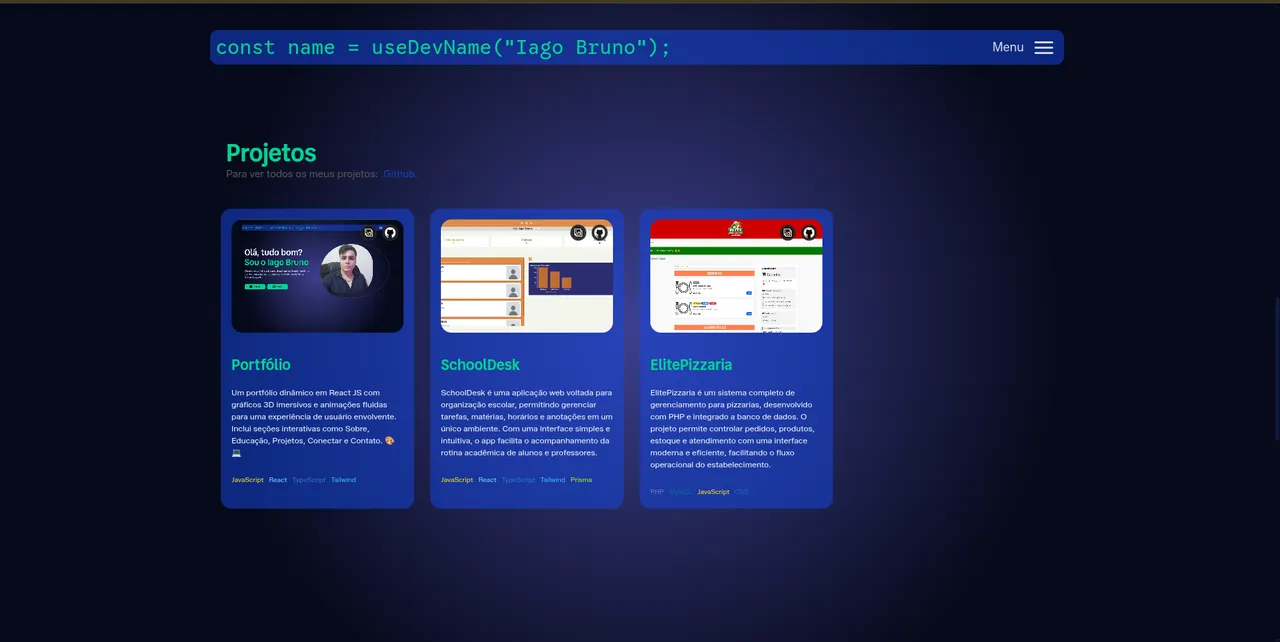 const name = useDevName("Iago Bruno");
Menu
Projetos
Para ver todos os meus projetos: Github.
Olá, tudo bom?
Sou o Iago Bruno
Portfólio
Um portfólio dinâmico em React JS com
gráficos 3D imersivos e animações fluidas
para uma experiência de usuário envolvente.
Inclui seções interativas como Sobre,
Educação, Projetos, Conectar e Contato. 🎨
💻
JavaScript React TypeScript Tailwind
SchoolDesk
SchoolDesk é uma aplicação web voltada para
organização escolar, permitindo gerenciar
tarefas, matérias, horários e anotações em um
único ambiente. Com uma interface simples e
intuitiva, o app facilita o acompanhamento da
rotina acadêmica de alunos e professores.
JavaScript React TypeScript Tailwind Prisma
ElitePizzaria
ElitePizzaria é um sistema completo de
gerenciamento para pizzarias, desenvolvido
com PHP e integrado a banco de dados. O
projeto permite controlar pedidos, produtos,
estoque e atendimento com uma interface
moderna e eficiente, facilitando o fluxo
operacional do estabelecimento.
PHP MySQL JavaScript CSS